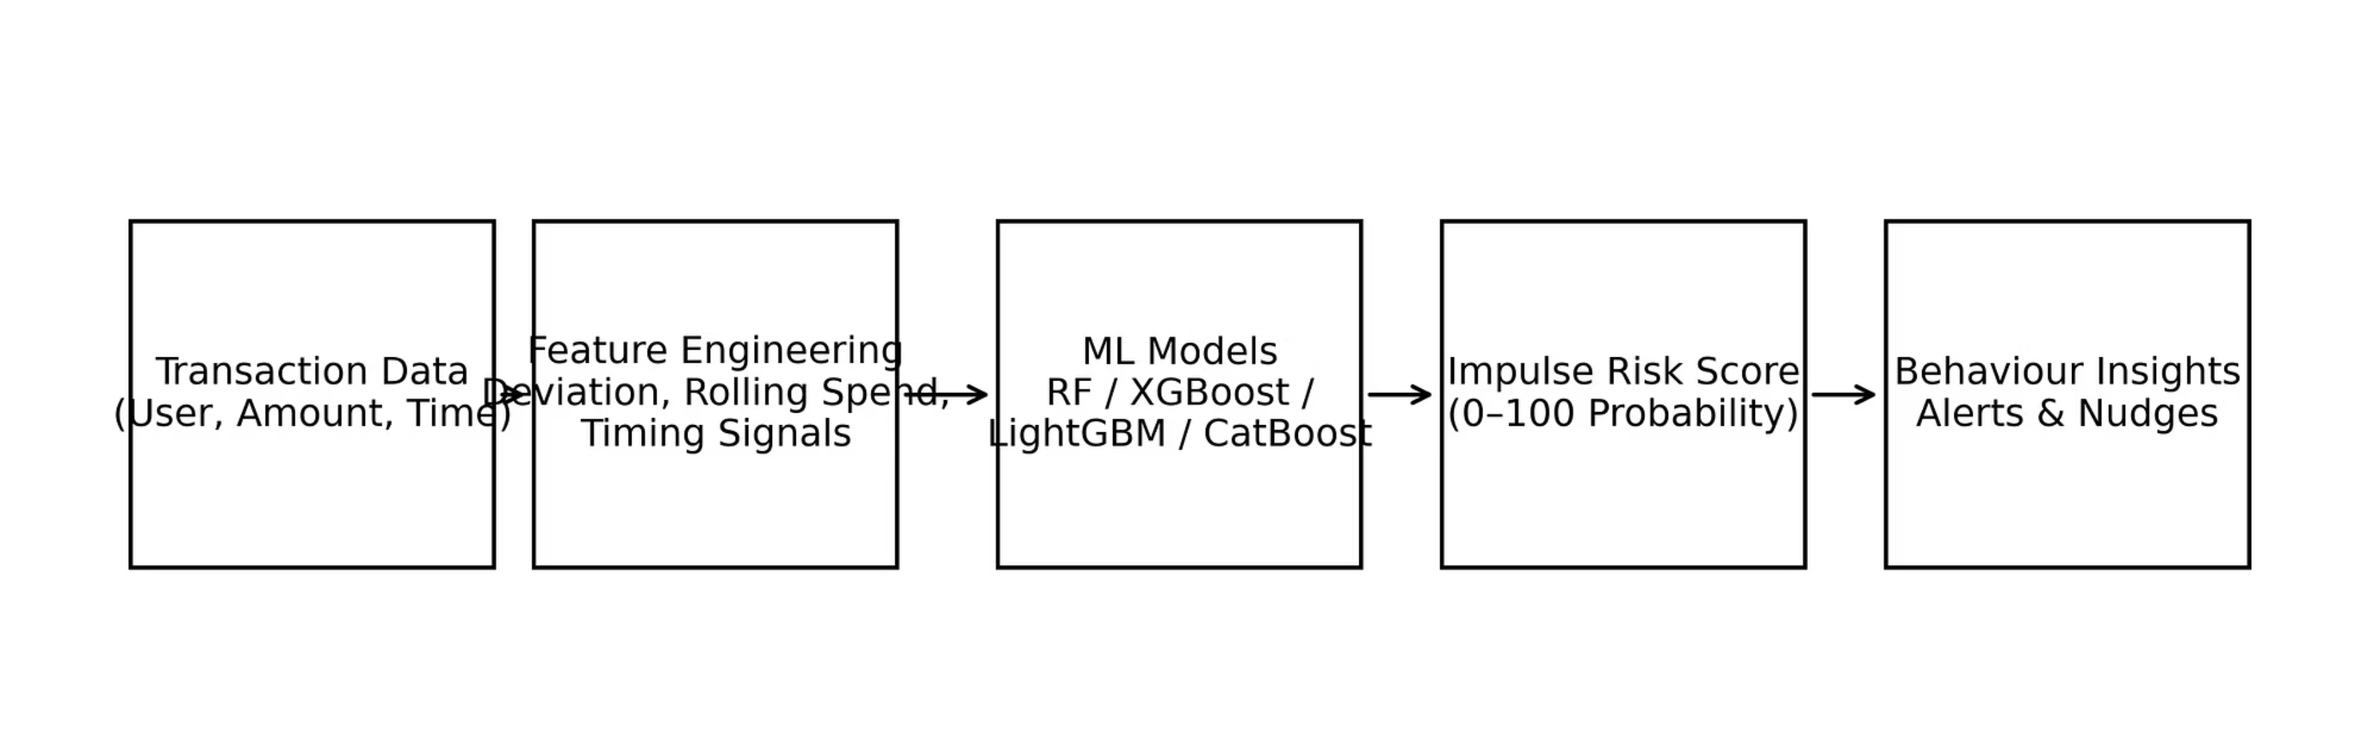 Transaction Data
(User, Amount, Time)
Feature Engineering
Deviation, Rolling Spend,
Timing Signals
ML Models
RF / XGBoost /
LightGBM / CatBoost
Impulse Risk Score
(0–100 Probability)
Behaviour Insights
Alerts & Nudges